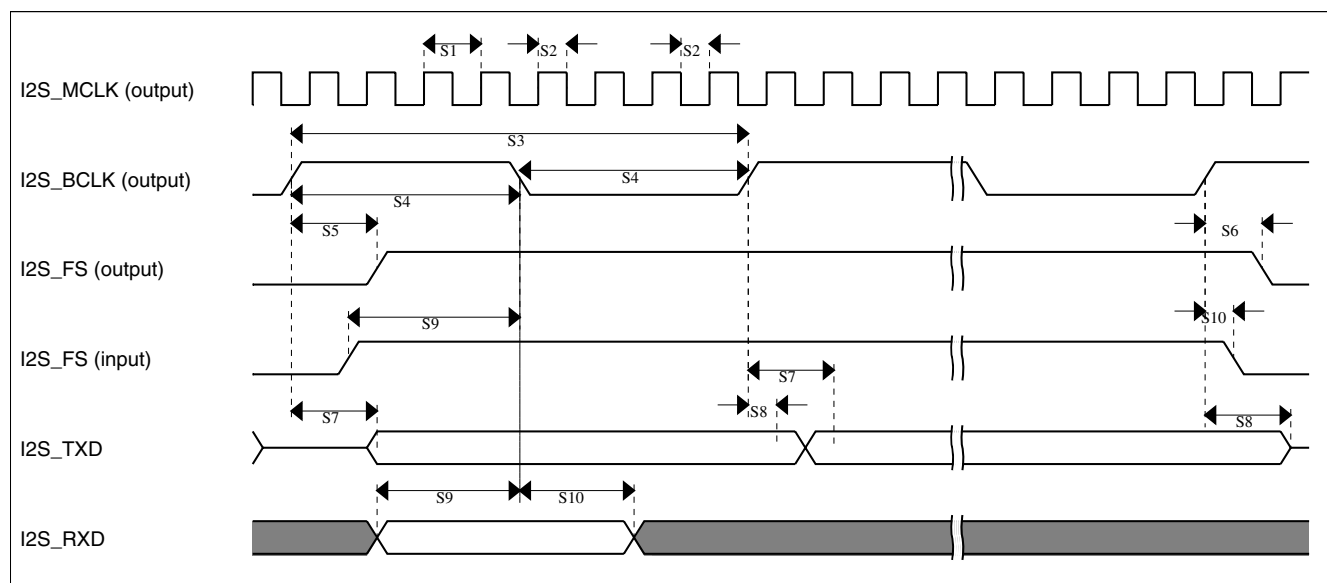 S1 S2 S2
I2S_MCLK (output)
S3
I2S_BCLK (output)
S4
S4
S5 S6
I2S_FS (output)
S9 S10
I2S_FS (input)
S7
S7 S8 S8
I2S_TXD
S9 S10
I2S_RXD